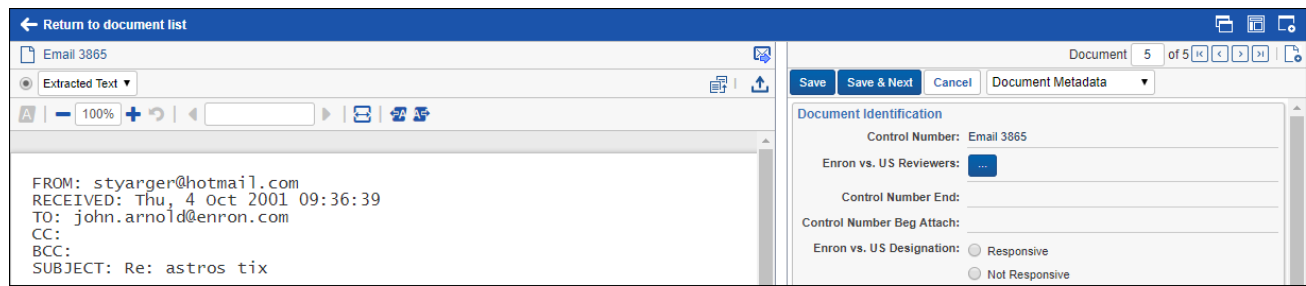 Return to document list
Email 3865
Extracted Text
100%
FROM: styarger@hotmail.com
RECEIVED: Thu, 4 Oct 2001 09:36:39
TO: john.arnold@enron.com
CC:
BCC:
SUBJECT: Re: astros tix
Document 5 of 5
Save Save & Next Cancel Document Metadata
Document Identification
Control Number: Email 3865
Enron vs. US Reviewers: ...
Control Number End:
Control Number Beg Attach:
Enron vs. US Designation: Responsive
Not Responsive